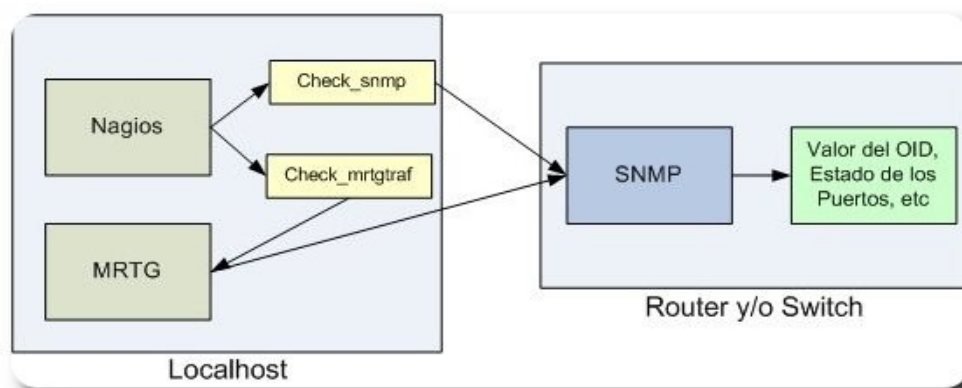 Nagios
Check_snmp
Check_mrtgtraf
MRTG
Localhost
SNMP
Valor del OID,
Estado de los
Puertos, etc
Router y/o Switch